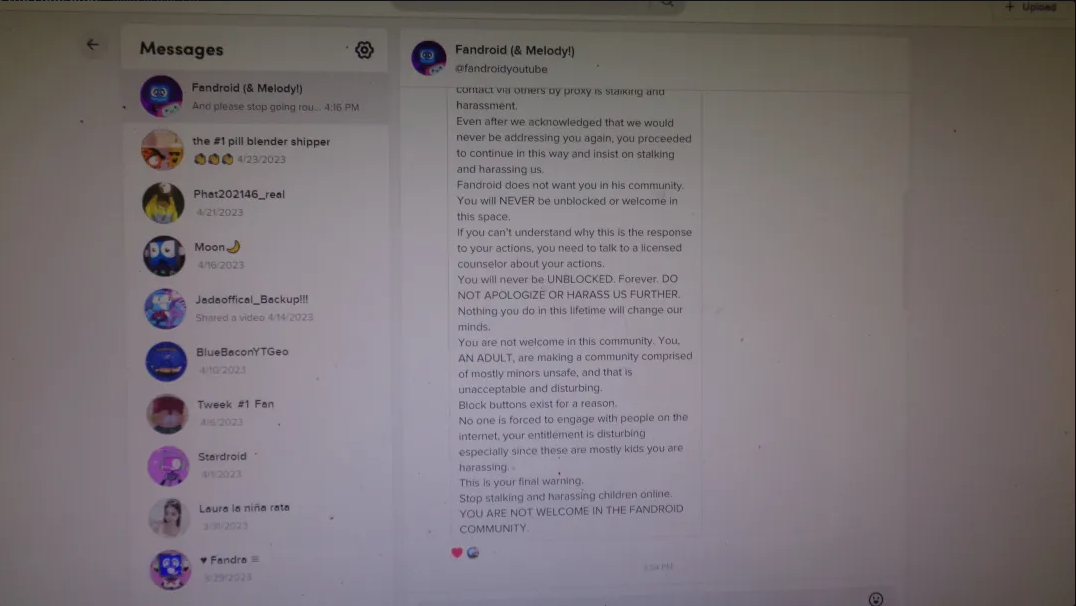 + Upload
Messages
Fandroid (& Melody!)
And please stop going rou... 4:16 PM
the #1 pill blender shipper
4/23/2023
Phat202146_real
4/21/2023
Moon🌙
4/16/2023
Jadaoffical_Backup!!!
Shared a video 4/14/2023
BlueBaconYTGeo
4/10/2023
Tweek #1 Fan
4/6/2023
Stardroid
4/1/2023
Laura la niña rata
3/31/2023
♥ Fandra
3/29/2023
Fandroid (& Melody!)
@fandroidyoutube
contact via others by proxy is stalking and
harassment.
Even after we acknowledged that we would
never be addressing you again, you proceeded
to continue in this way and insist on stalking
and harassing us.
Fandroid does not want you in his community.
You will NEVER be unblocked or welcome in
this space.
If you can't understand why this is the response
to your actions, you need to talk to a licensed
counselor about your actions.
You will never be UNBLOCKED. Forever. DO
NOT APOLOGIZE OR HARASS US FURTHER.
Nothing you do in this lifetime will change our
minds.
You are not welcome in this community. You,
AN ADULT, are making a community comprised
of mostly minors unsafe, and that is
unacceptable and disturbing.
Block buttons exist for a reason.
No one is forced to engage with people on the
internet, your entitlement is disturbing
especially since these are mostly kids you are
harassing.
This is your final warning.
Stop stalking and harassing children online.
YOU ARE NOT WELCOME IN THE FANDROID
COMMUNITY.